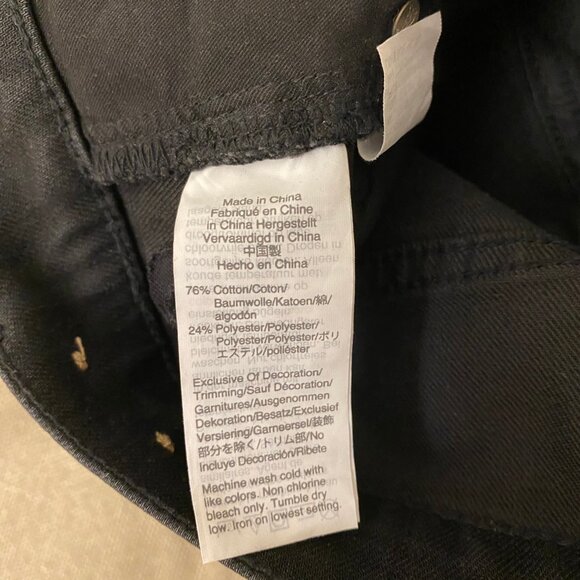 Made in China
Fabriqué en Chine
in China Hergestellt
Vervaardigd in China
中国製
Hecho en China
76% Cotton/Coton/
Baumwolle/Katoen/綿/
algodón
24% Polyester/Polyester/
Polyester/Polyester/ポリ
エステル/poliéster
Exclusive Of Decoration/
Trimming/Sauf Décoration/
Garnitures/Ausgenommen
Dekoration/Besatz/Exclusief
Versiering/Garneersel/装飾
部分を除く/トリム部/No
Incluye Decoración/Ribete
Machine wash cold with
like colors. Non chlorine
bleach only. Tumble dry
low. Iron on lowest setting.